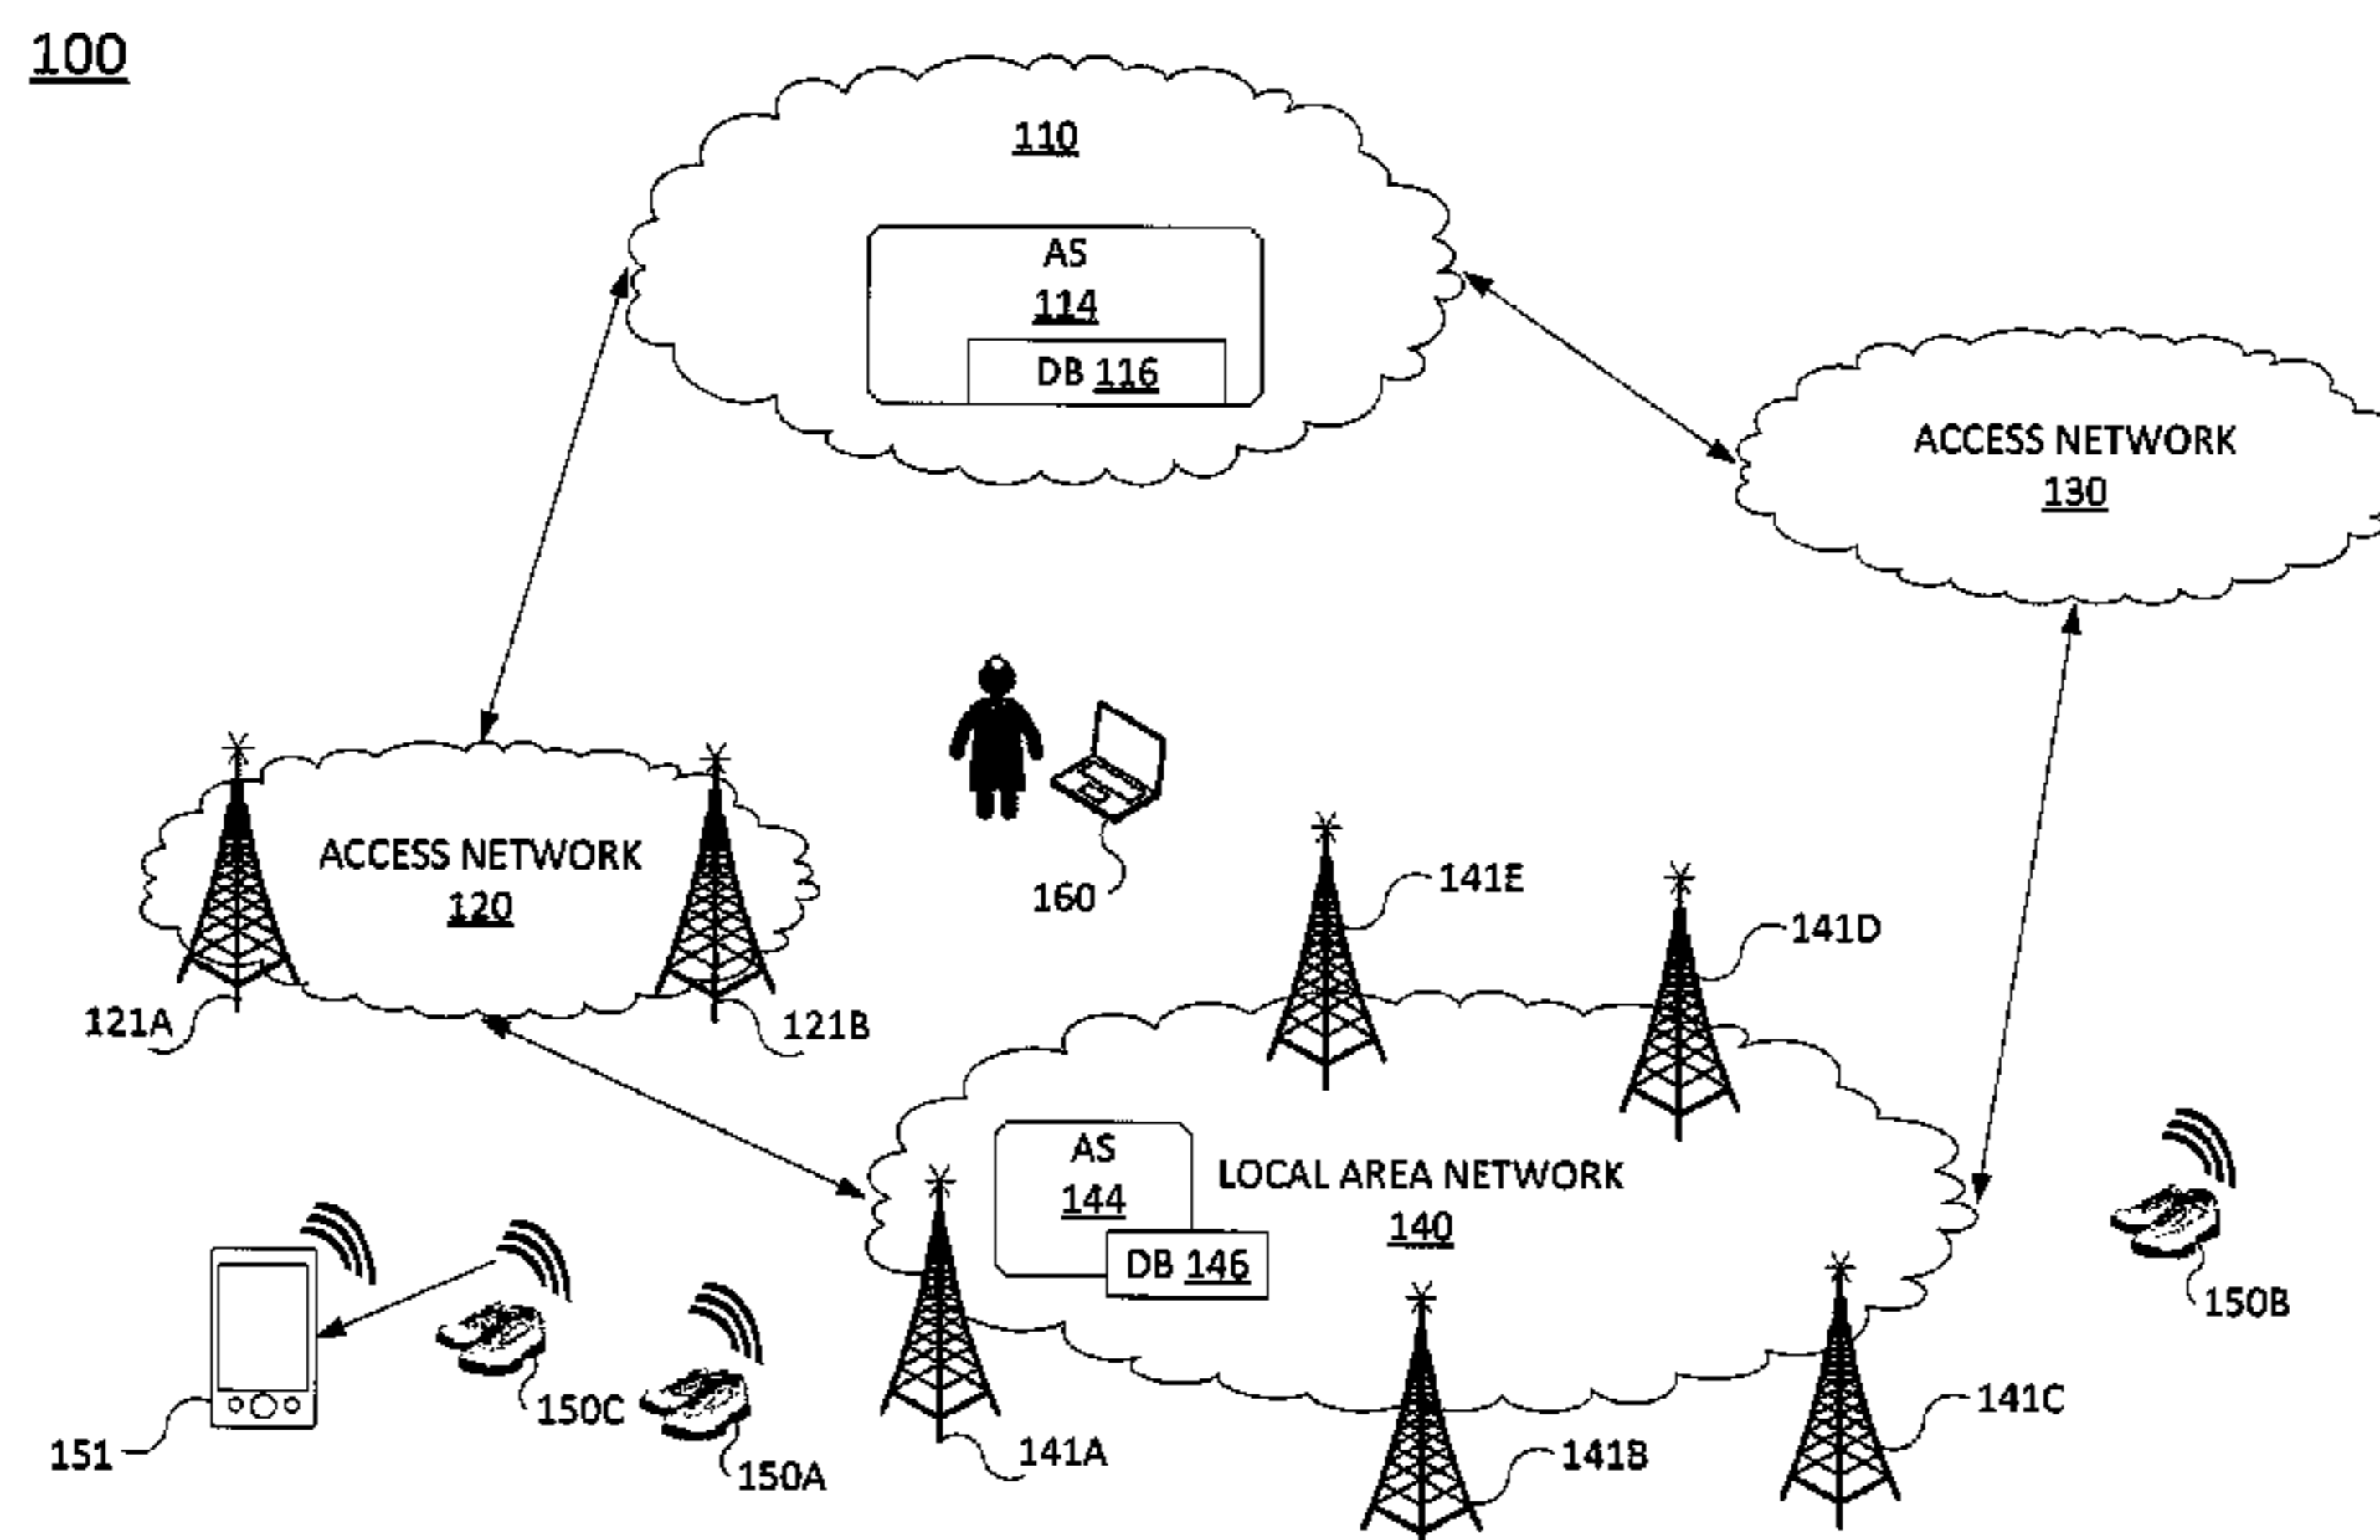 100
110
AS
114
DB 116
ACCESS NETWORK
130
ACCESS NETWORK
120
121A
121B
160
141E
141D
AS
144
DB 146
LOCAL AREA NETWORK
140
150B
151
150C
150A
141A
141B
141C